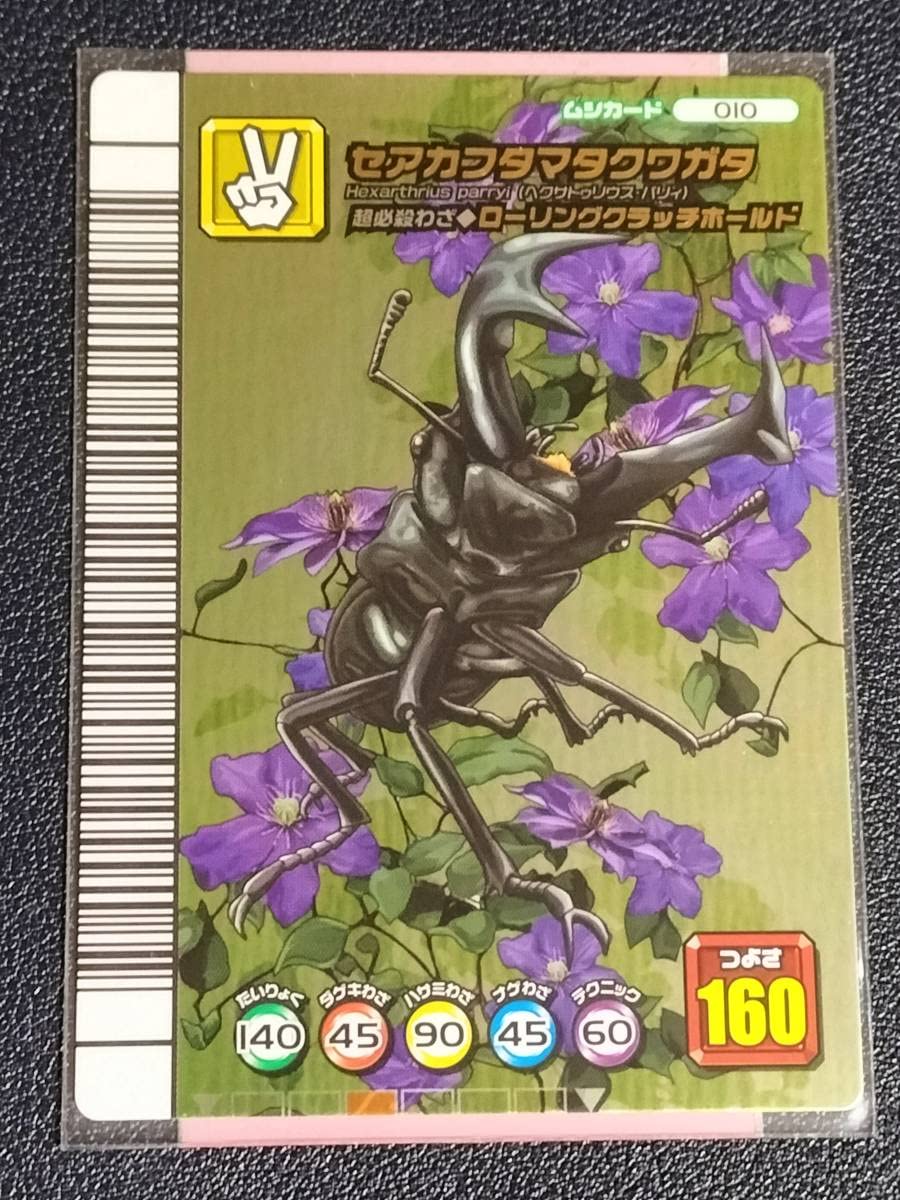 ムシカード 010
セアカフタマタクワガタ
Hexarthrius parryi (ヘクサトゥリウス・パリィ)
超必殺わざ◆ローリングクラッチホールド
たいりょく ダゲキわざ ハサミわざ ナゲわざ テクニック
140 45 90 45 60
つよさ
160